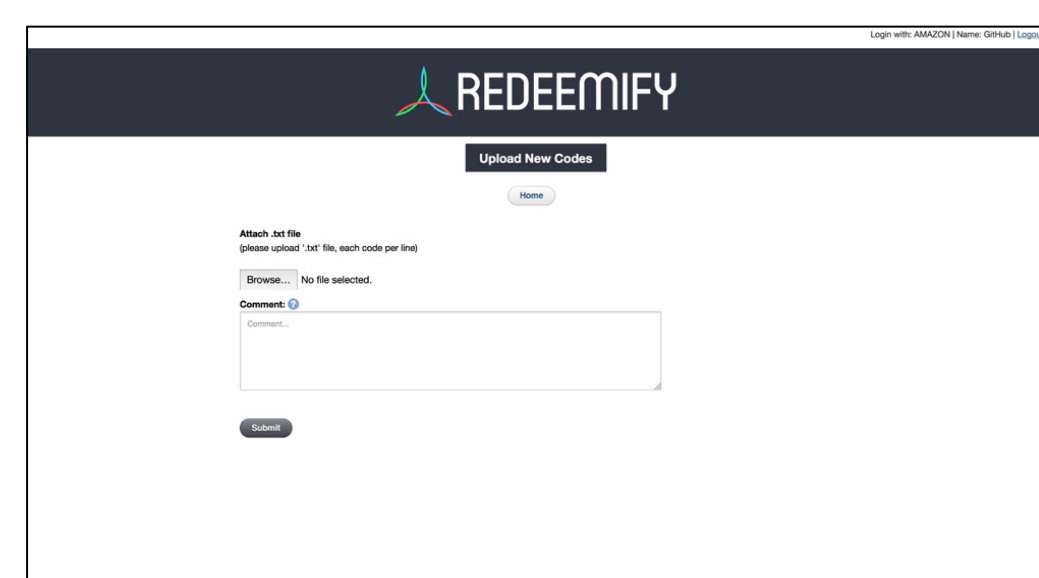 Login with: AMAZON | Name: GitHub | Logou
REDEEMIFY
Upload New Codes
Home
Attach .txt file
(please upload '.txt' file, each code per line)
Browse... No file selected.
Comment: ?
Comment...
Submit